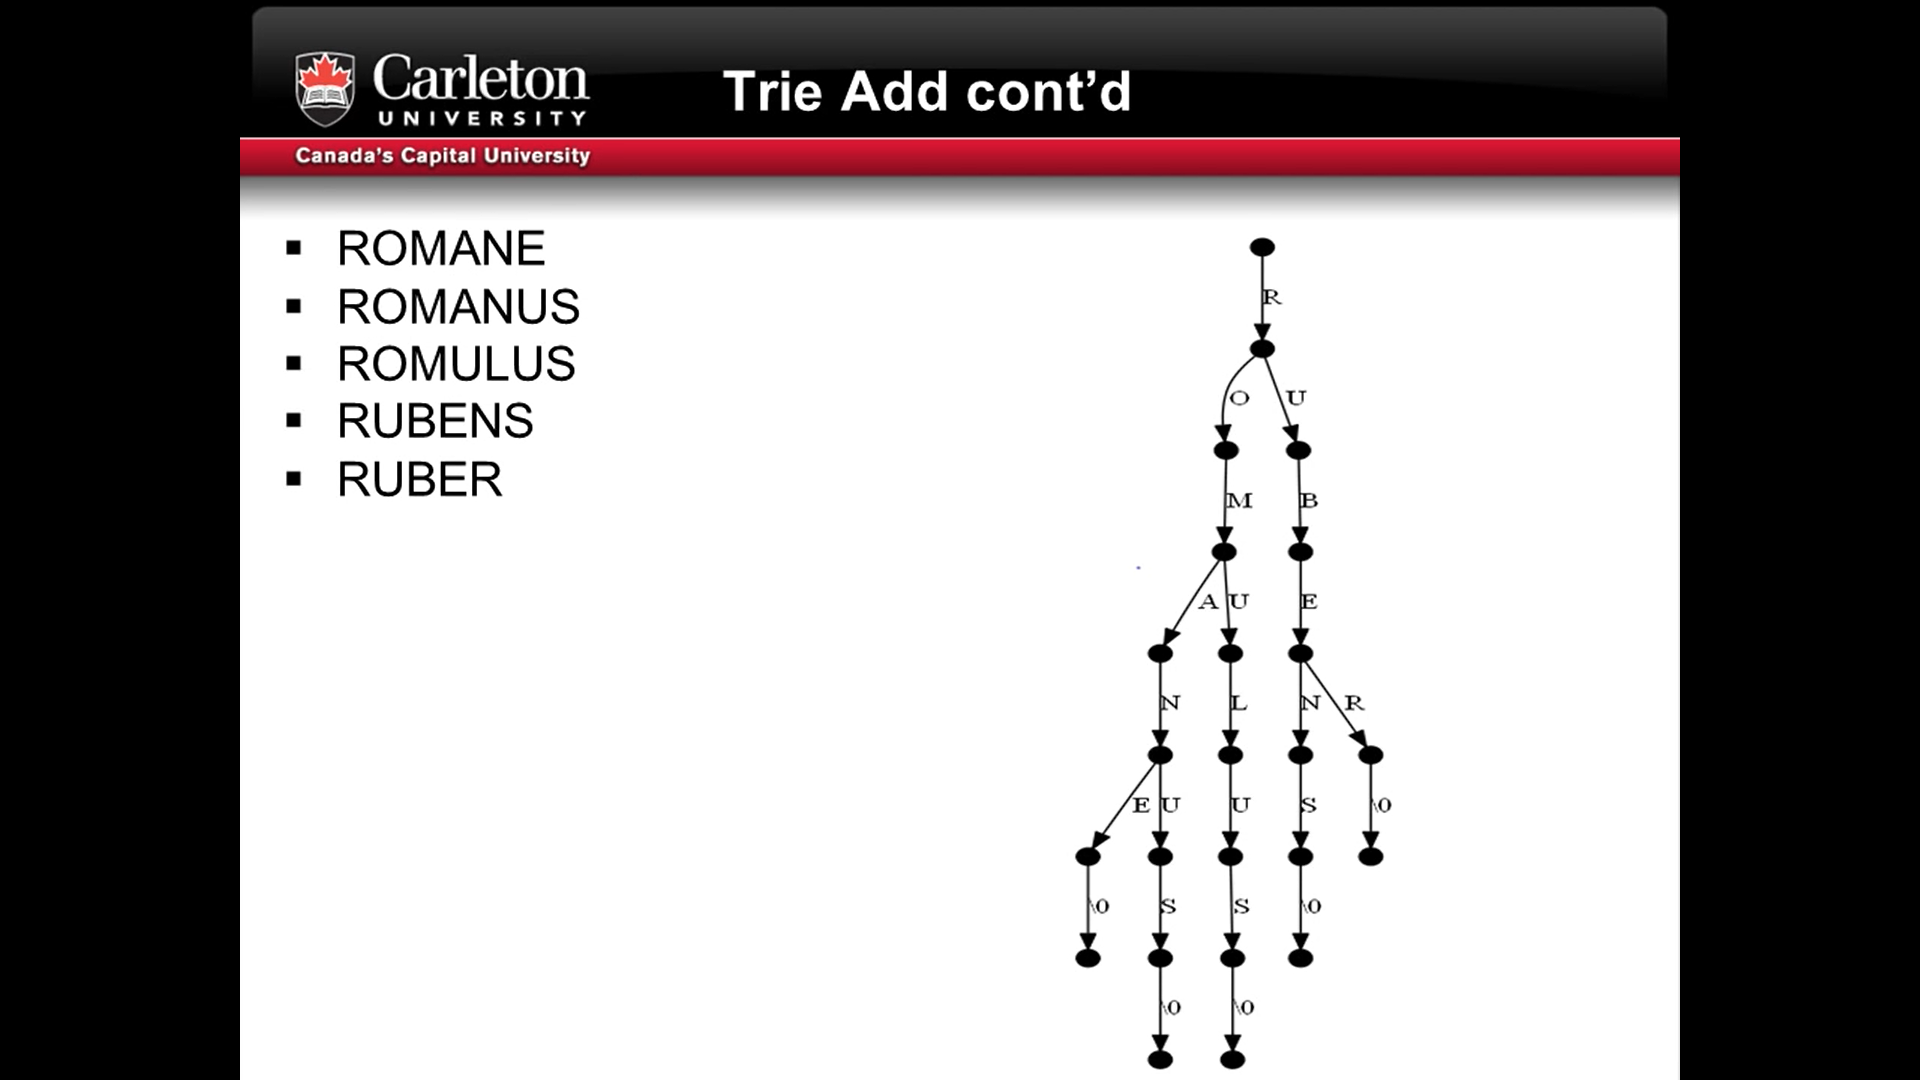 Carleton
UNIVERSITY
Canada's Capital University
Trie Add cont’d
▪ ROMANE
▪ ROMANUS
▪ ROMULUS
▪ RUBENS
▪ RUBER
R
O U
M B
A U E
N L N R
E U U S \0
\0 S S \0
\0 \0